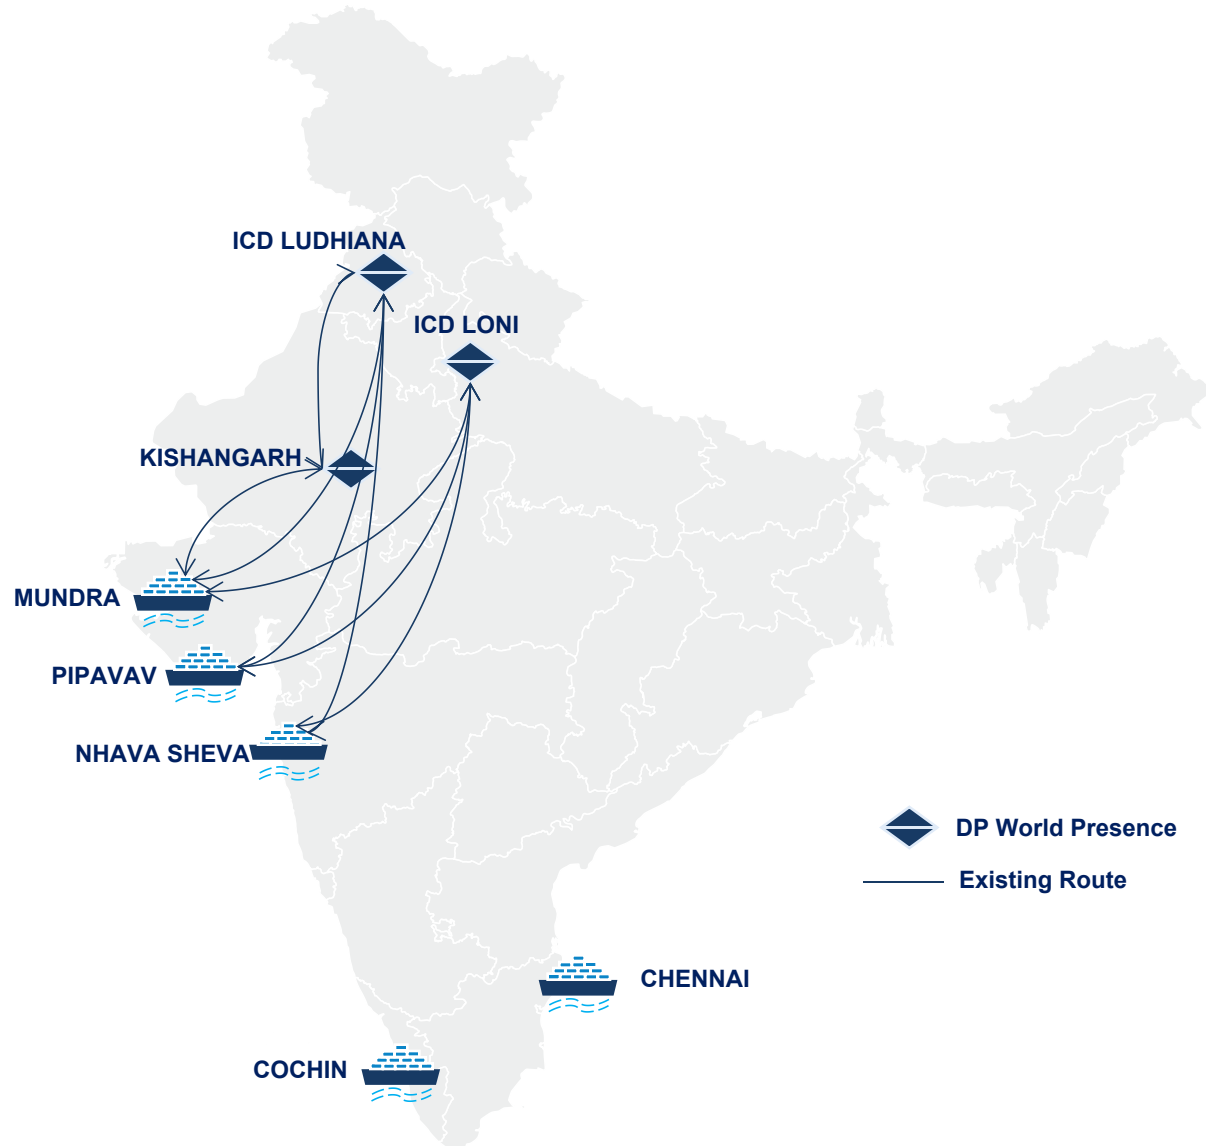 ICD LUDHIANA
ICD LONI
KISHANGARH
MUNDRA
PIPAVAV
NHAVA SHEVA
DP World Presence
Existing Route
CHENNAI
COCHIN